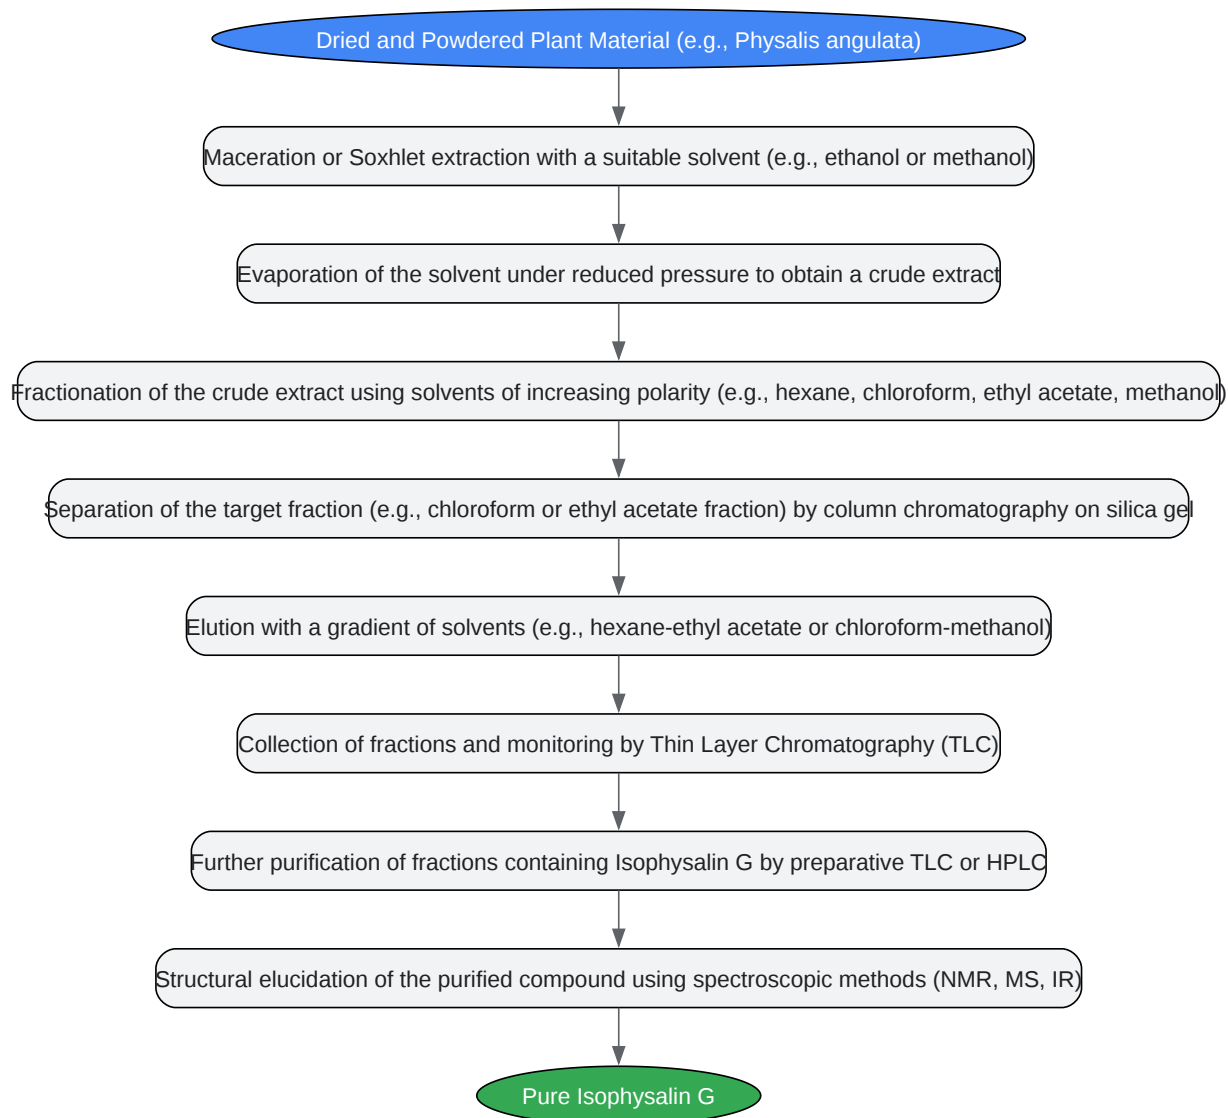 Dried and Powdered Plant Material (e.g., Physalis angulata)
Maceration or Soxhlet extraction with a suitable solvent (e.g., ethanol or methanol)
Evaporation of the solvent under reduced pressure to obtain a crude extract
Fractionation of the crude extract using solvents of increasing polarity (e.g., hexane, chloroform, ethyl acetate, methanol)
Separation of the target fraction (e.g., chloroform or ethyl acetate fraction) by column chromatography on silica gel
Elution with a gradient of solvents (e.g., hexane-ethyl acetate or chloroform-methanol)
Collection of fractions and monitoring by Thin Layer Chromatography (TLC)
Further purification of fractions containing Isophysalin G by preparative TLC or HPLC
Structural elucidation of the purified compound using spectroscopic methods (NMR, MS, IR)
Pure Isophysalin G